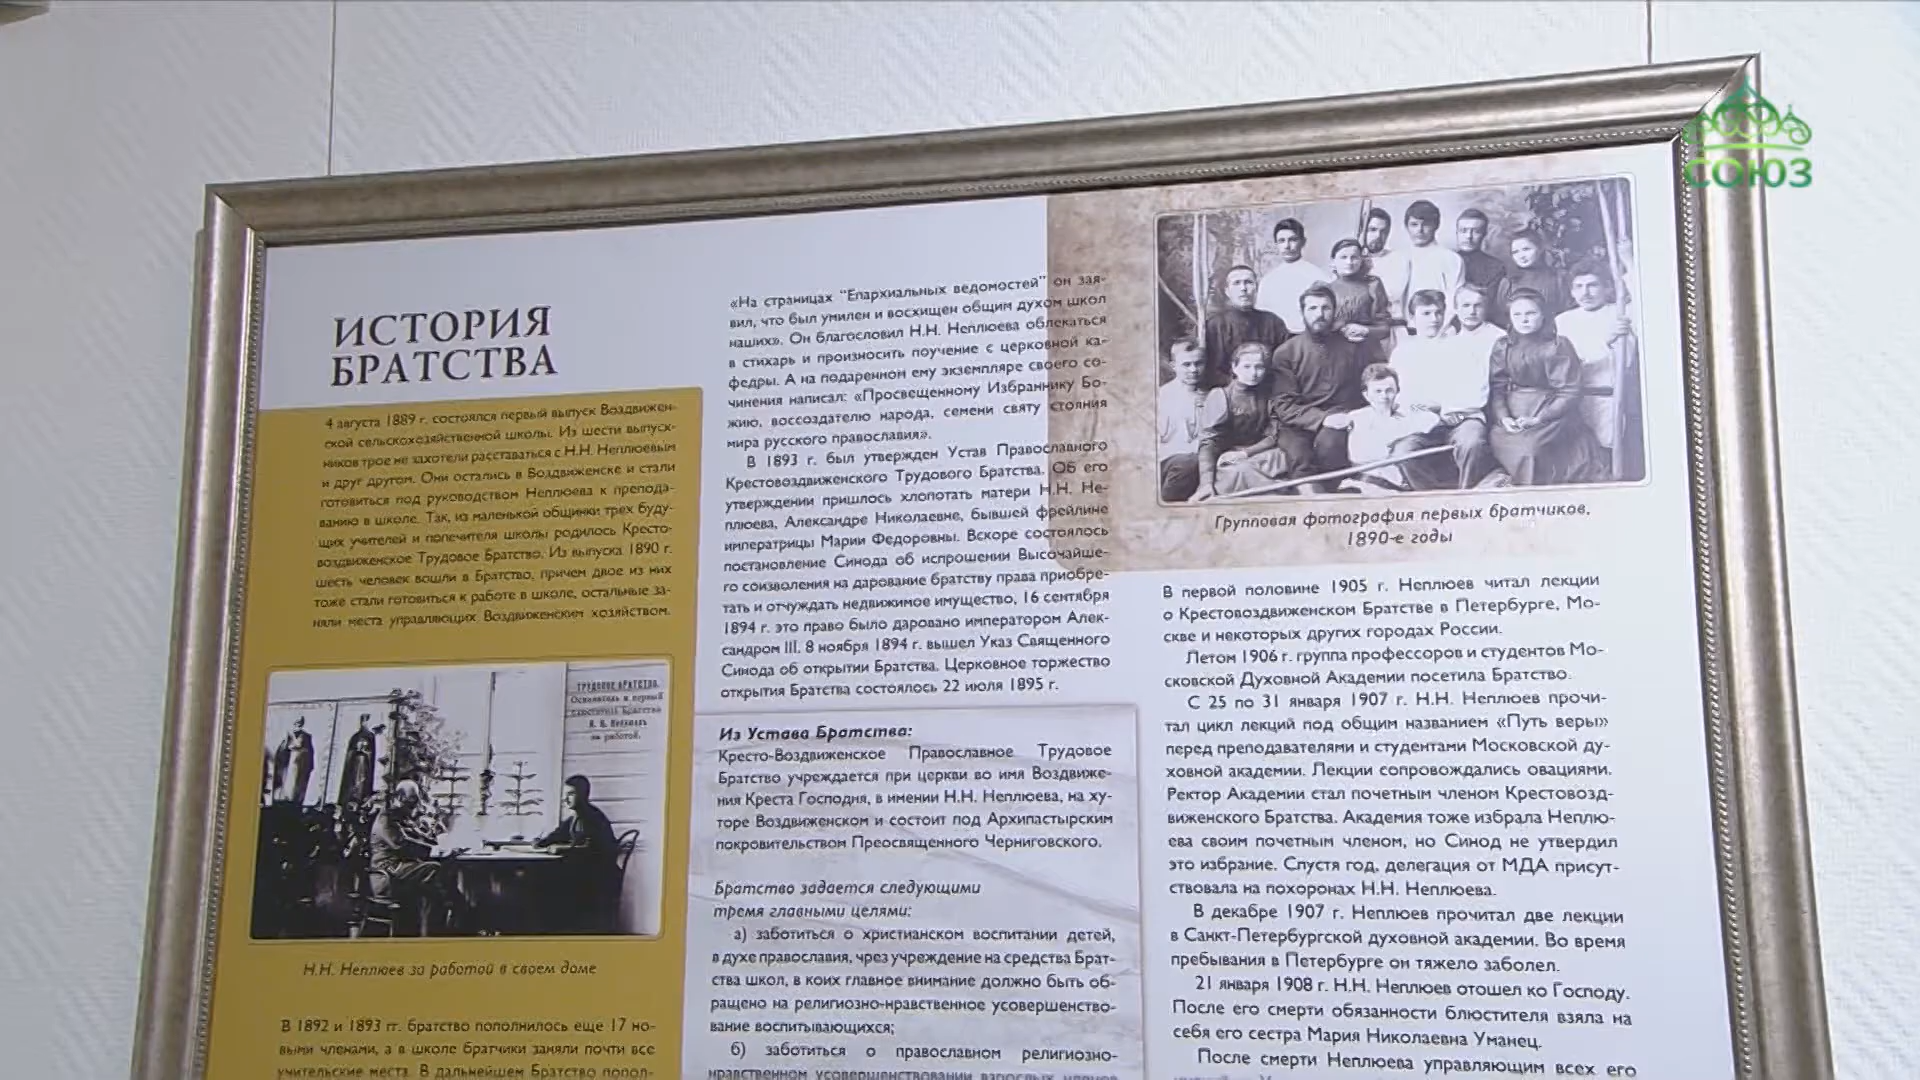 СОЮЗ
ИСТОРИЯ
БРАТСТВА
4 августа 1889 г. состоялся первый выпуск Воздвижен-
ской сельскохозяйственной школы. Из шести выпуск-
ников трое не захотели расставаться с Н.Н. Неплюевым
и друг другом. Они остались в Воздвиженске и стали
готовиться под руководством Неплюева к препода-
ванию в школе. Так, из маленькой общинки трех буду-
щих учителей и попечителя школы родилось Кресто-
воздвиженское Трудовое Братство. Из выпуска 1890 г.
шесть человек вошли в Братство, причем двое из них
тоже стали готовиться к работе в школе, остальные за-
няли места управляющих Воздвиженским хозяйством.
ТРУДОВОЕ БРАТСТВО.
Основатель и первый
блюститель Братства
Н. Н. Неплюевъ
за работой.
Н.Н. Неплюев за работой в своем доме
В 1892 и 1893 гг. братство пополнилось еще 17 но-
выми членами, а в школе братчики заняли почти все
учительские места. В дальнейшем Братство попол-
«На страницах "Епархиальных ведомостей" он зая-
вил, что был умилен и восхищен общим духом школ
наших». Он благословил Н.Н. Неплюева облекаться
в стихарь и произносить поучение с церковной ка-
федры. А на подаренном ему экземпляре своего со-
чинения написал: «Просвещенному Избраннику Бо-
жию, воссоздателю народа, семени святу стояния
мира русского православия».
В 1893 г. был утвержден Устав Православного
Крестовоздвиженского Трудового Братства. Об его
утверждении пришлось хлопотать матери Н.Н. Не-
плюева, Александре Николаевне, бывшей фрейлине
императрицы Марии Федоровны. Вскоре состоялось
постановление Синода об испрошении Высочайше-
го соизволения на дарование братству права приобре-
тать и отчуждать недвижимое имущество, 16 сентября
1894 г. это право было даровано императором Алек-
сандром III. 8 ноября 1894 г. вышел Указ Священного
Синода об открытии Братства. Церковное торжество
открытия Братства состоялось 22 июля 1895 г.
Из Устава Братства:
Кресто-Воздвиженское Православное Трудовое
Братство учреждается при церкви во имя Воздвиже-
ния Креста Господня, в имении Н.Н. Неплюева, на ху-
торе Воздвиженском и состоит под Архипастырским
покровительством Преосвященного Черниговского.
Братство задается следующими
тремя главными целями:
а) заботиться о христианском воспитании детей,
в духе православия, чрез учреждение на средства Брат-
ства школ, в коих главное внимание должно быть об-
ращено на религиозно-нравственное усовершенство-
вание воспитывающихся;
б) заботиться о православном религиозно-
нравственном усовершенствовании взрослых членов
Групповая фотография первых братчиков.
1890-е годы
В первой половине 1905 г. Неплюев читал лекции
о Крестовоздвиженском Братстве в Петербурге, Мо-
скве и некоторых других городах России.
Летом 1906 г. группа профессоров и студентов Мо-
сковской Духовной Академии посетила Братство.
С 25 по 31 января 1907 г. Н.Н. Неплюев прочи-
тал цикл лекций под общим названием «Путь веры»
перед преподавателями и студентами Московской ду-
ховной академии. Лекции сопровождались овациями.
Ректор Академии стал почетным членом Крестовозд-
виженского Братства. Академия тоже избрала Неплю-
ева своим почетным членом, но Синод не утвердил
это избрание. Спустя год, делегация от МДА присут-
ствовала на похоронах Н.Н. Неплюева.
В декабре 1907 г. Неплюев прочитал две лекции
в Санкт-Петербургской духовной академии. Во время
пребывания в Петербурге он тяжело заболел.
21 января 1908 г. Н.Н. Неплюев отошел ко Господу.
После его смерти обязанности блюстителя взяла на
себя его сестра Мария Николаевна Уманец.
После смерти Неплюева управляющим всех его